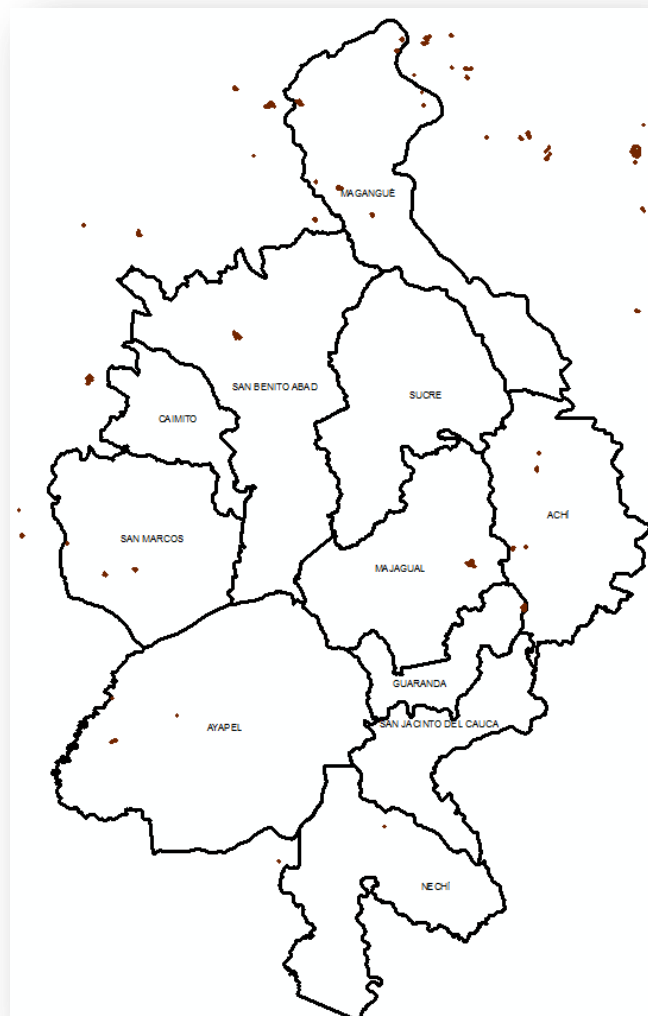 MAGANGUÉ
SAN BENITO ABAD
SUCRE
CAIMITO
ACHÍ
SAN MARCOS
MAJAGUAL
GUARANDA
SAN JACINTO DEL CAUCA
AYAPEL
NECHÍ